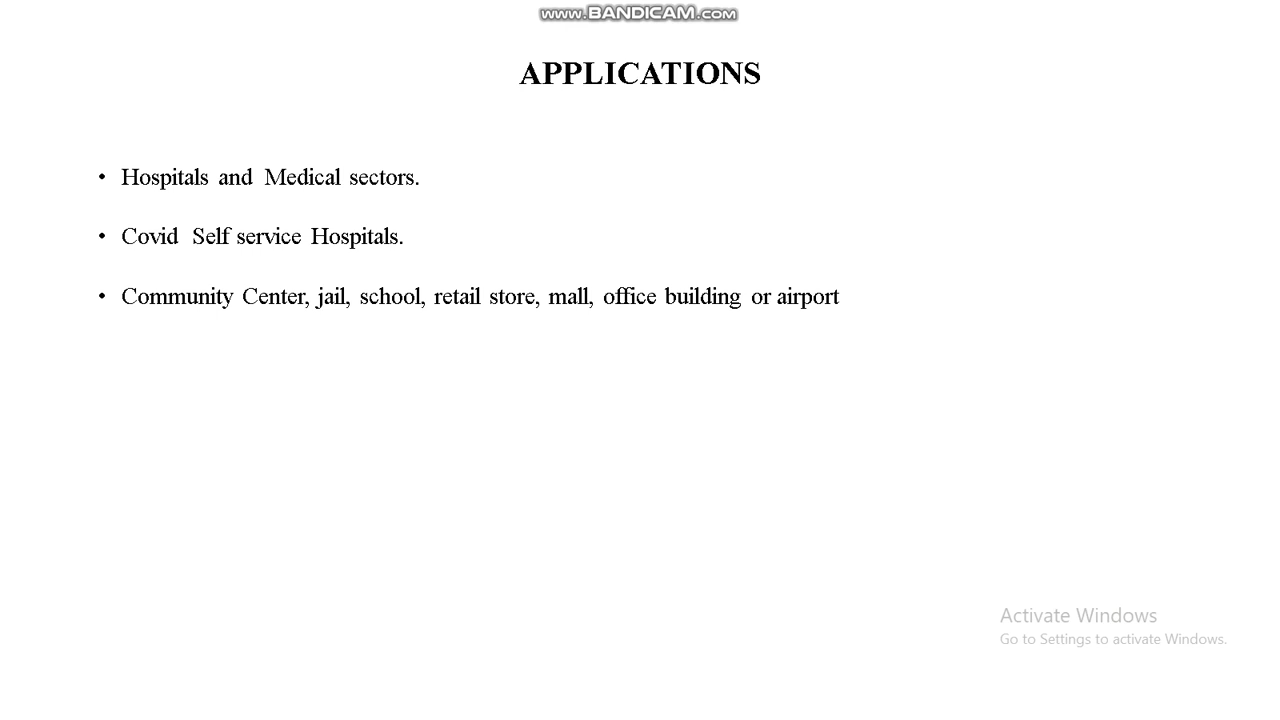 www.BANDICAM.com
APPLICATIONS
• Hospitals and Medical sectors.
• Covid Self service Hospitals.
• Community Center, jail, school, retail store, mall, office building or airport
Activate Windows
Go to Settings to activate Windows.